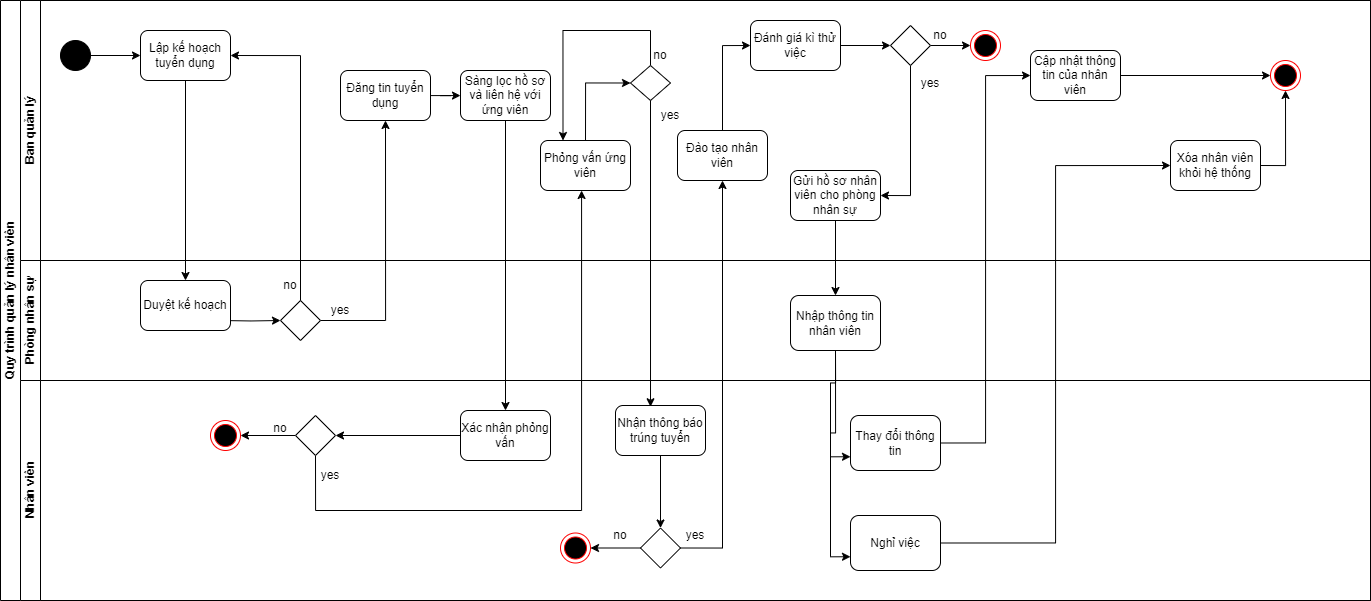 Quy trình quản lý nhân viên
Ban quản lý
Lập kế hoạch
tuyển dụng
Đăng tin tuyển
dụng
Sàng lọc hồ sơ
và liên hệ với
ứng viên
no
yes
Phỏng vấn ứng
viên
Đảo tạo nhân
viên
Đánh giá kì thử
việc
no
yes
Gửi hồ sơ nhân
viên cho phòng
nhân sự
Cập nhật thông
tin của nhân
viên
Xóa nhân viên
khỏi hệ thống
Phòng nhân sự
Duyệt kế hoạch
no
yes
Nhập thông tin
nhân viên
Nhân viên
no
yes
Xác nhận phỏng
vấn
Nhận thông báo
trúng tuyển
no
yes
Thay đổi thông
tin
Nghỉ việc